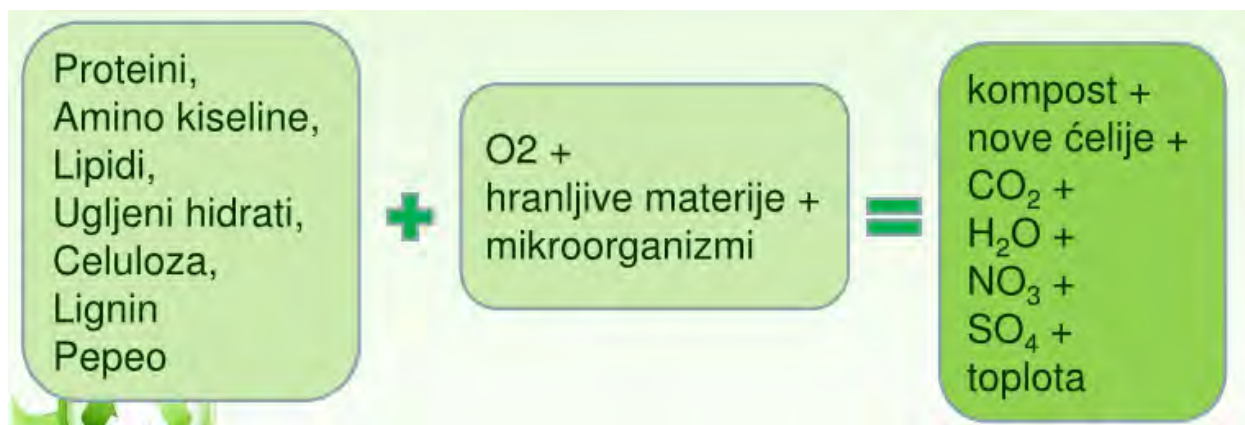 Proteini,
Amino kiseline,
Lipidi,
Ugljeni hidrati,
Celuloza,
Lignin
Pepeo
O2 +
hranljive materije +
mikroorganizmi
kompost +
nove ćelije +
CO₂ +
H₂O +
NO₃ +
SO₄ +
toplota